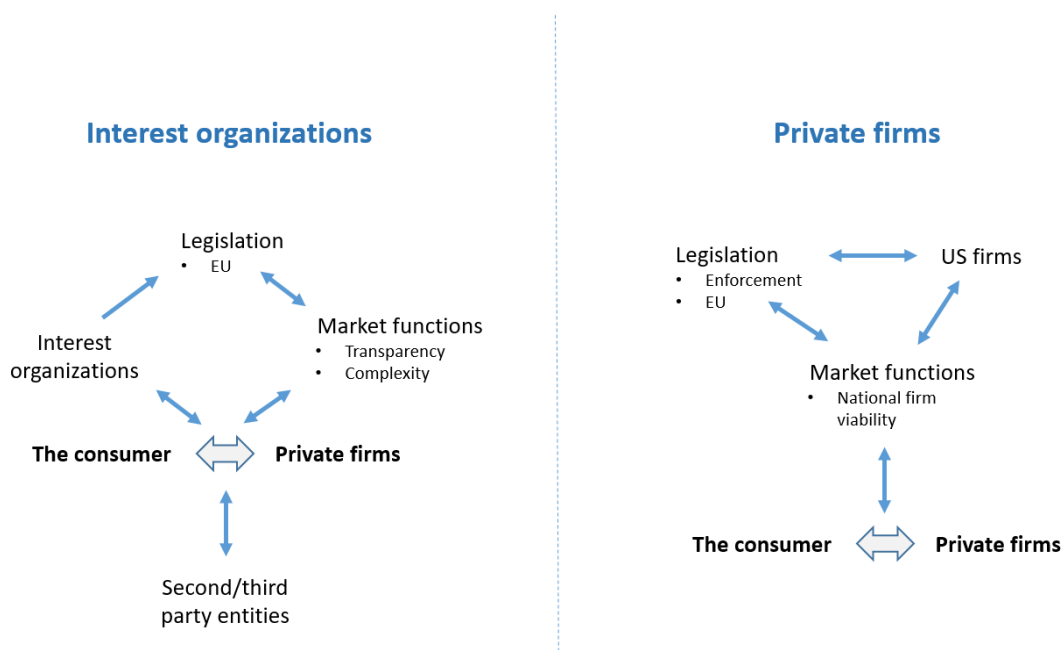 Interest organizations
Legislation
• EU
Interest
organizations
Market functions
• Transparency
• Complexity
The consumer
Private firms
Second/third
party entities
Private firms
Legislation
• Enforcement
• EU
US firms
Market functions
• National firm
viability
The consumer
Private firms